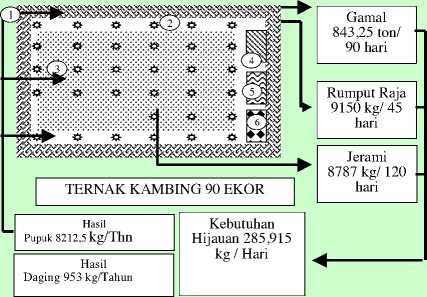 1
2
3
4
5
6
Gamal
843,25 ton/
90 hari
Rumput Raja
9150 kg/ 45
hari
Jerami
8787 kg/ 120
hari
TERNAK KAMBING 90 EKOR
Hasil
Pupuk 8212,5 kg/Thn
Hasil
Daging 953 kg/Tahun
Kebutuhan
Hijauan 285,915
kg / Hari